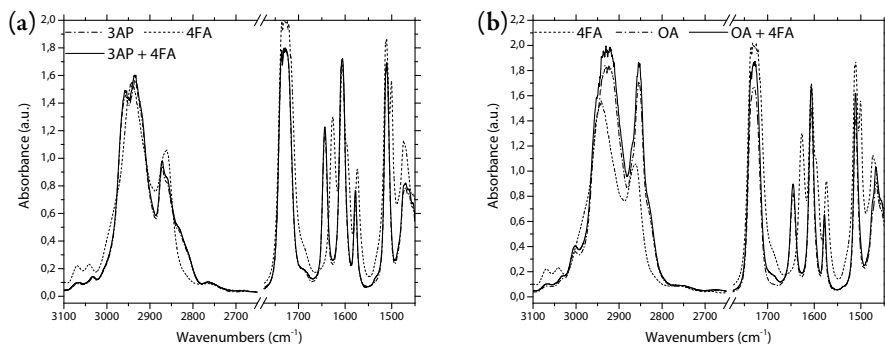 (a)
3AP 4FA
3AP + 4FA
2,0
1,8
1,6
1,4
1,2
1,0
0,8
0,6
0,4
0,2
0,0
Absorbance (a.u.)
3100 2900 2700 1700 1600 1500
Wavenumbers (cm-1)
(b)
4FA OA OA + 4FA
2,2
2,0
1,8
1,6
1,4
1,2
1,0
0,8
0,6
0,4
0,2
0,0
Absorbance (a.u.)
3100 3000 2900 2800 2700 1700 1600 1500
Wavenumbers (cm-1)